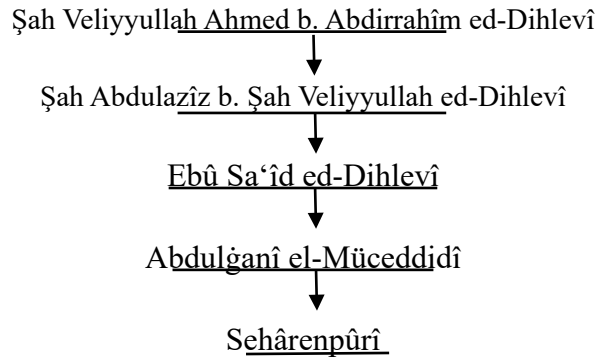 Şah Veliyyullah Ahmed b. Abdirrahîm ed-Dihlevî
Şah Abdulazîz b. Şah Veliyyullah ed-Dihlevî
Ebû Sa‘îd ed-Dihlevî
Abdulġanî el-Müceddidî
Sehârenpûrî